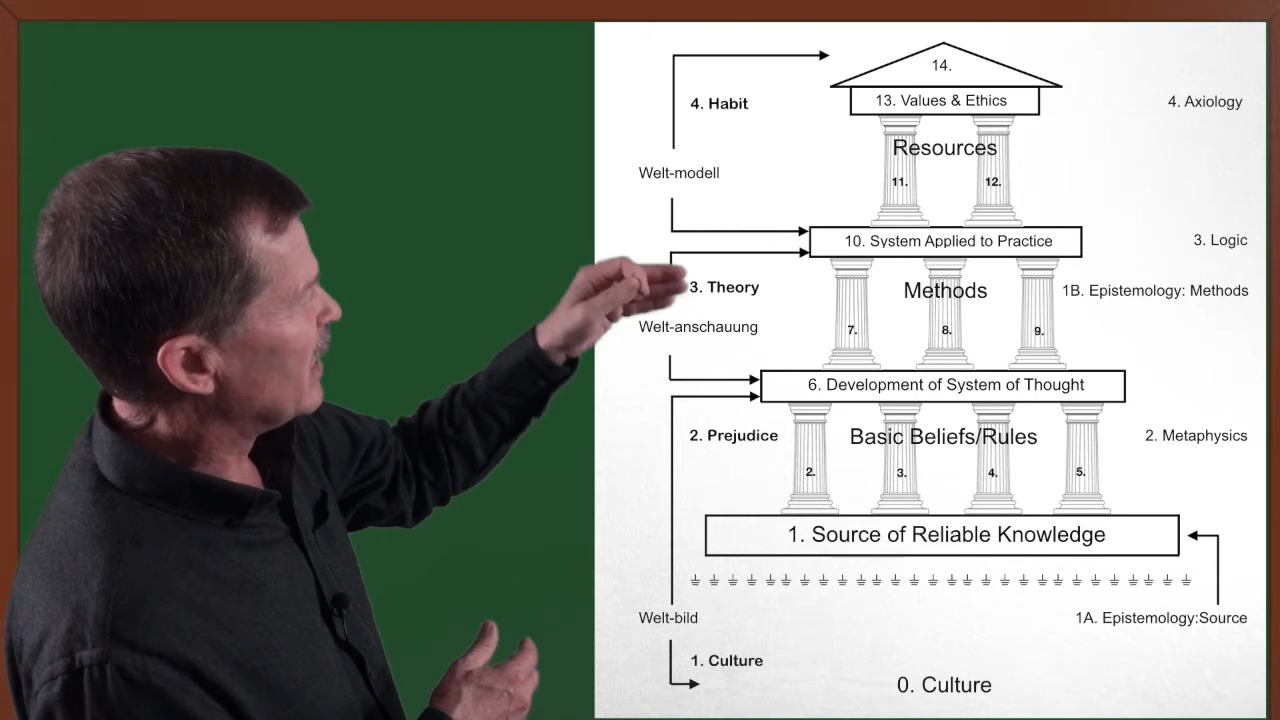 14.
4. Habit
13. Values & Ethics
4. Axiology
Resources
Welt-modell
11.
12.
10. System Applied to Practice
3. Logic
3. Theory
Methods
1B. Epistemology: Methods
Welt-anschauung
7.
8.
9.
6. Development of System of Thought
2. Prejudice
Basic Beliefs/Rules
2. Metaphysics
2.
3.
4.
5.
1. Source of Reliable Knowledge
Welt-bild
1A. Epistemology:Source
1. Culture
0. Culture